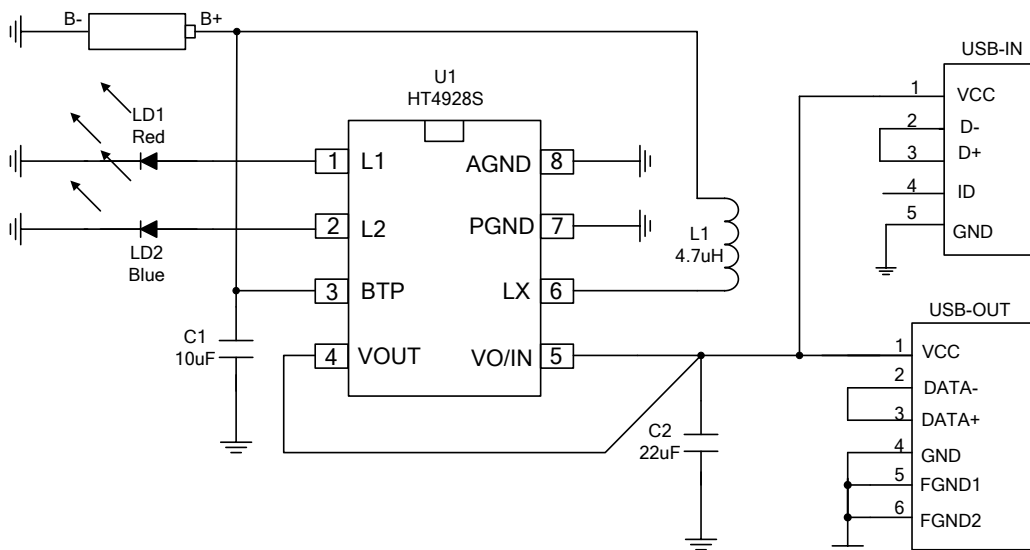 B-
B+
LD1
Red
LD2
Blue
C1
10uF
U1
HT4928S
1 L1
2 L2
3 BTP
4 VOUT
AGND 8
PGND 7
LX 6
VO/IN 5
L1
4.7uH
C2
22uF
USB-IN
1 VCC
2 D-
3 D+
4 ID
5 GND
USB-OUT
1 VCC
2 DATA-
3 DATA+
4 GND
5 FGND1
6 FGND2